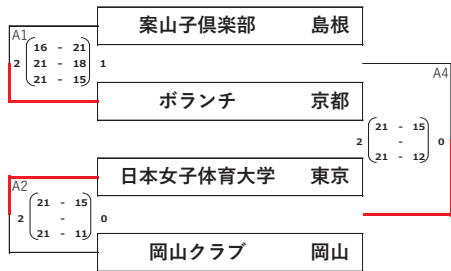 案山子倶楽部 島根
A1
16 - 21
2 21 - 18 1
21 - 15
ボランチ 京都
A4
21 - 15
2 - 0
21 - 12
日本女子体育大学 東京
A2
21 - 15
2 - 0
21 - 11
岡山クラブ 岡山